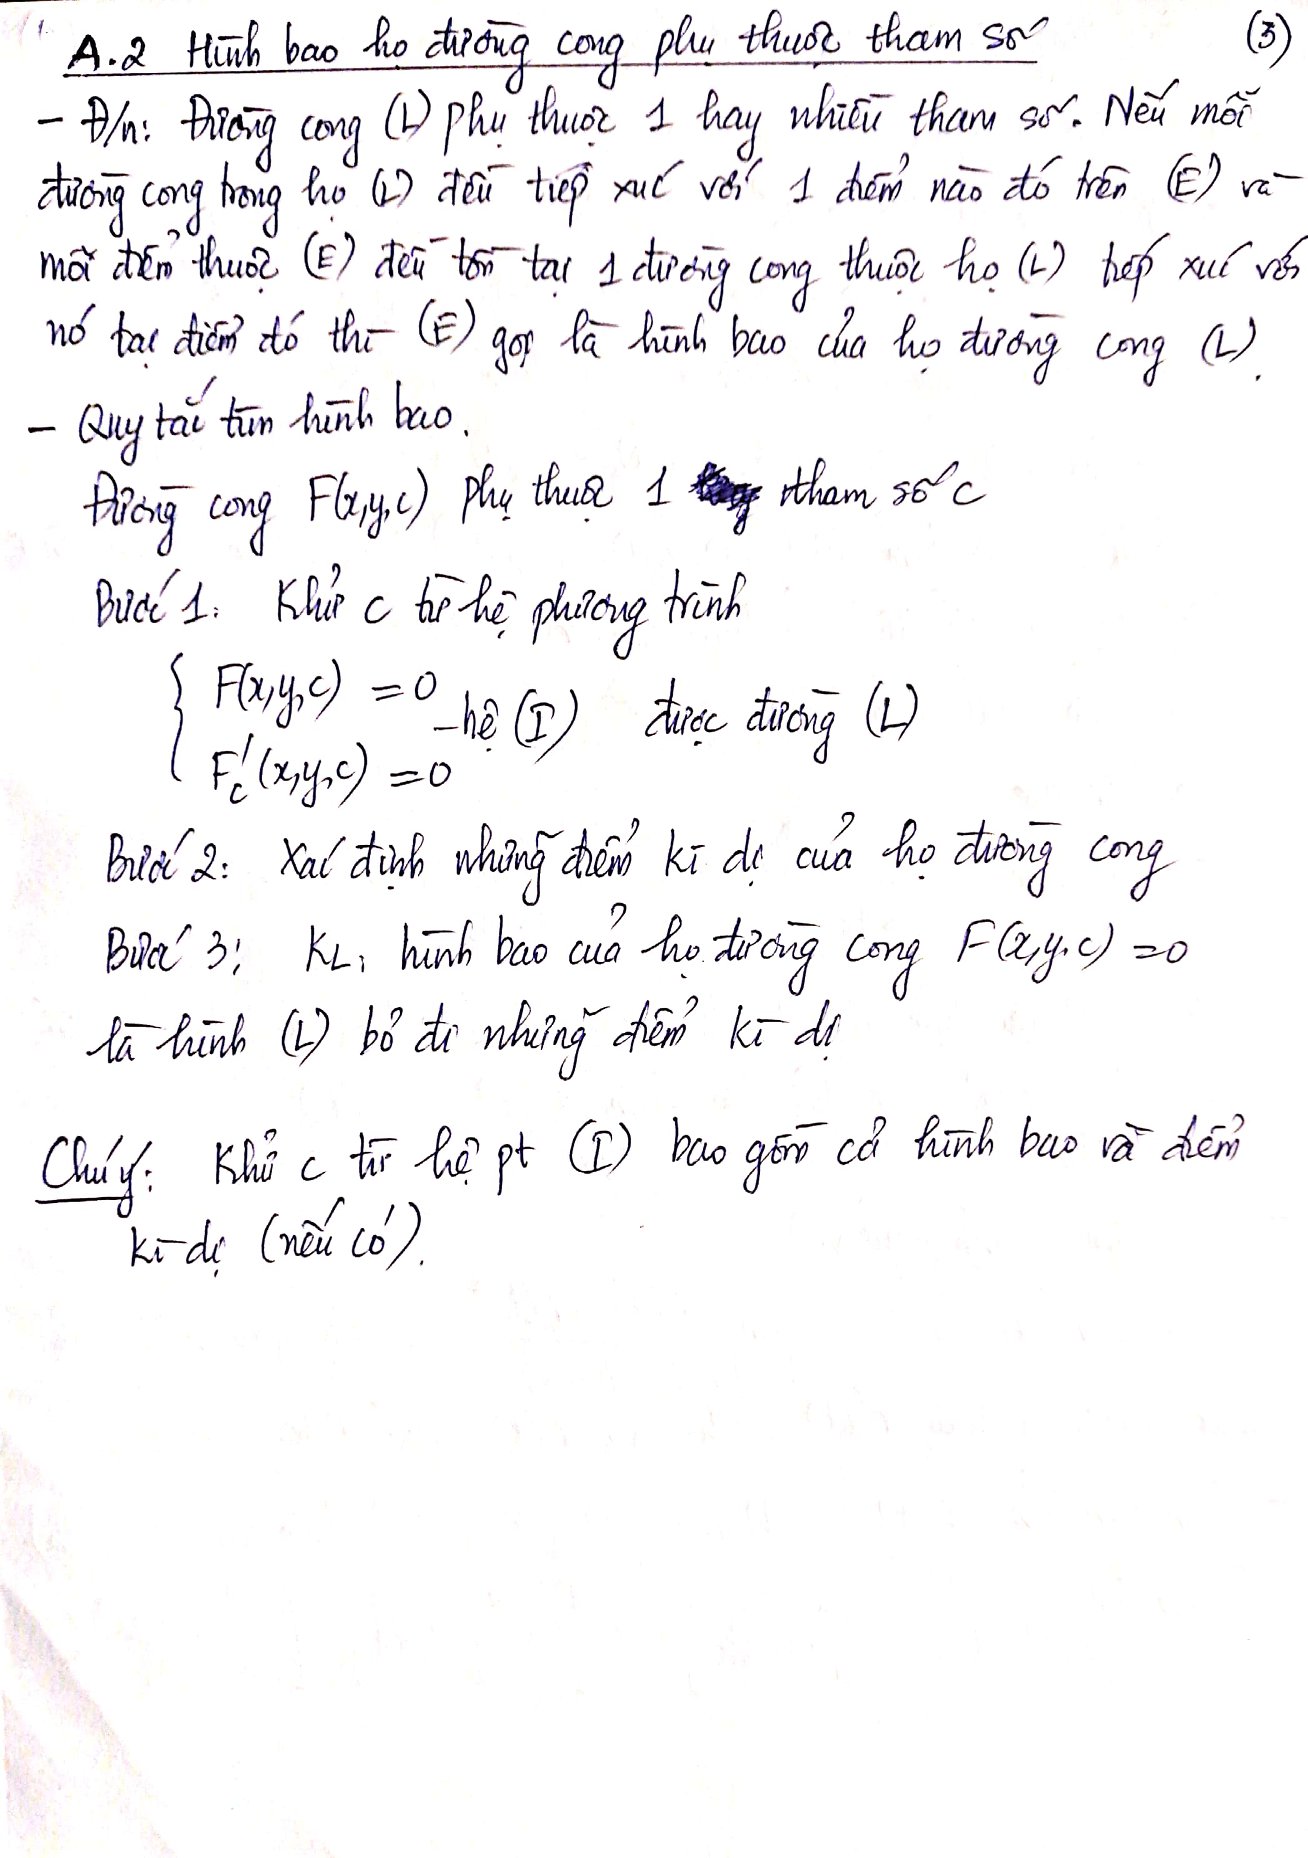 A.2 Hình bao họ đường cong phụ thuộc tham số (3)
- Đ/n: Đường cong (L) phụ thuộc 1 hay nhiều tham số. Nếu mỗi
đường cong trong họ (L) đều tiếp xúc với 1 điểm nào đó trên (E) và
mỗi điểm thuộc (E) đều tồn tại 1 đường cong thuộc họ (L) tiếp xúc với
nó tại điểm đó thì (E) gọi là hình bao của họ đường cong (L).
- Quy tắc tìm hình bao.
Đường cong F(x,y,c) phụ thuộc 1 tham số c
Bước 1: Khử c từ hệ phương trình
{ F(x,y,c) = 0
- hệ (I) được đường (L)
F'c(x,y,c) = 0
Bước 2: Xác định những điểm kì dị của họ đường cong
Bước 3: KL: hình bao của họ đường cong F(x,y,c) = 0
là hình (L) bỏ đi những điểm kì dị
Chú ý: Khử c từ hệ pt (I) bao gồm cả hình bao và điểm
kì dị (nếu có).